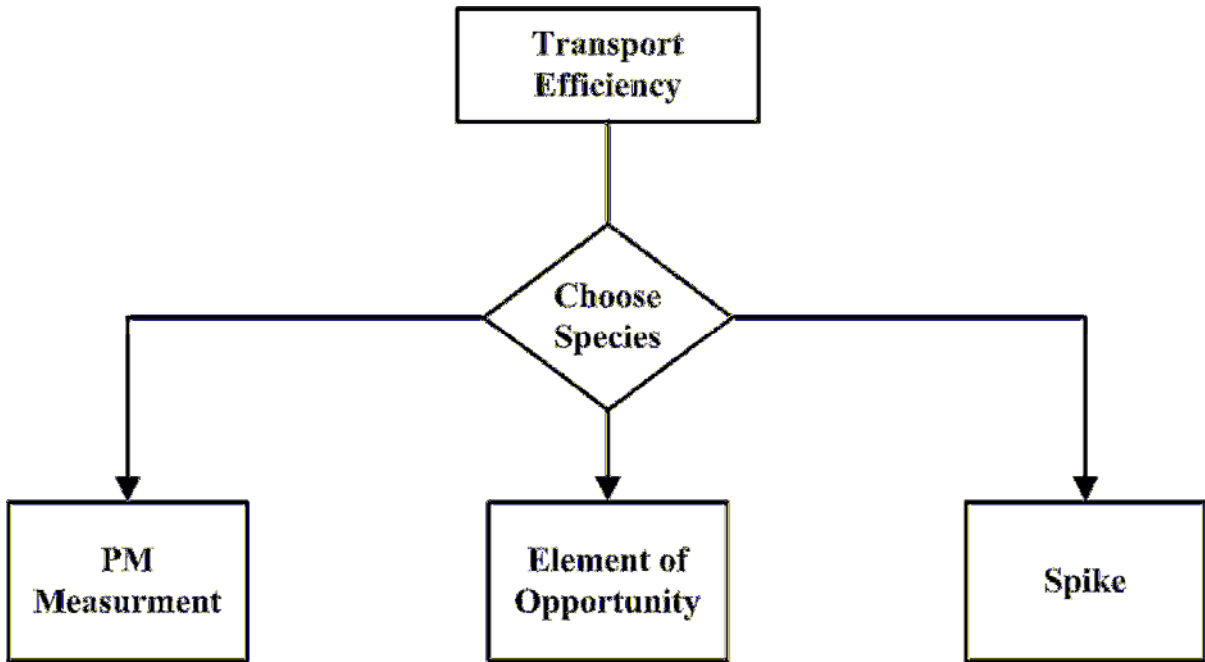 Transport
Efficiency
Choose
Species
PM
Measurment
Element of
Opportunity
Spike